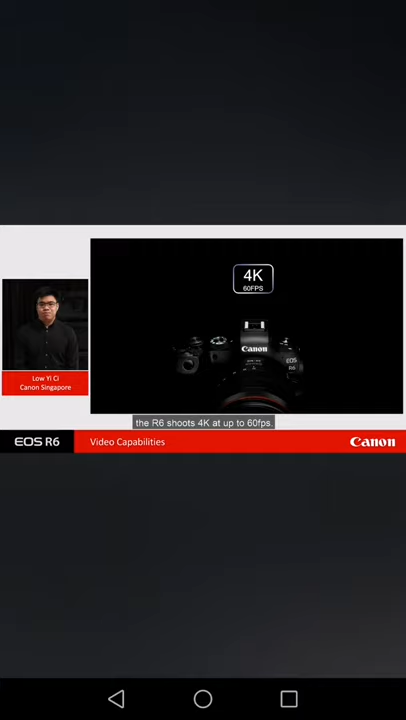 4K
60FPS
Canon
EOS
R6
Low Yi CI
Canon Singapore
the R6 shoots 4K at up to 60fps.
EOS R6
Video Capabilities
Canon